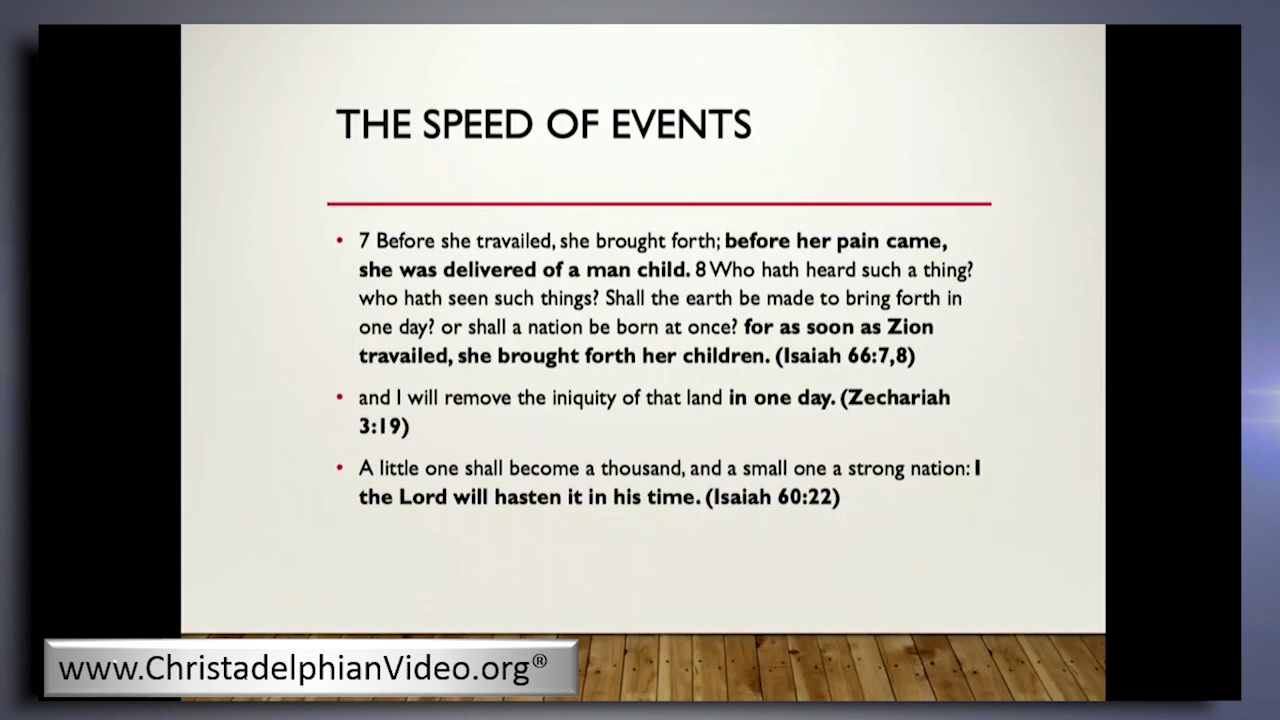 THE SPEED OF EVENTS
• 7 Before she travailed, she brought forth; before her pain came,
she was delivered of a man child. 8 Who hath heard such a thing?
who hath seen such things? Shall the earth be made to bring forth in
one day? or shall a nation be born at once? for as soon as Zion
travailed, she brought forth her children. (Isaiah 66:7,8)
• and I will remove the iniquity of that land in one day. (Zechariah
3:19)
• A little one shall become a thousand, and a small one a strong nation: I
the Lord will hasten it in his time. (Isaiah 60:22)
www.ChristadelphianVideo.org®